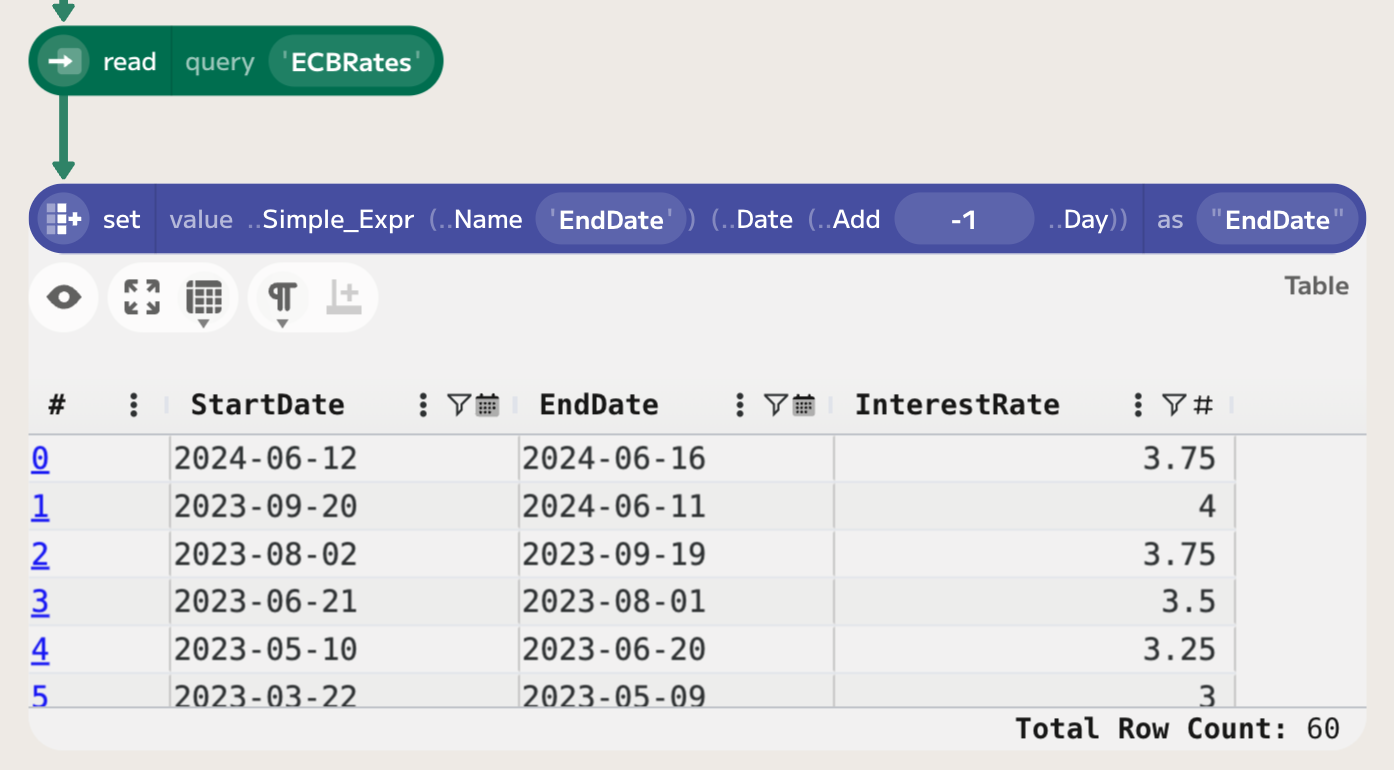 read query 'ECBRates'
set value ..Simple_Expr (..Name 'EndDate') (..Date (..Add -1 ..Day)) as "EndDate"
Table
# StartDate EndDate InterestRate #
0 2024-06-12 2024-06-16 3.75
1 2023-09-20 2024-06-11 4
2 2023-08-02 2023-09-19 3.75
3 2023-06-21 2023-08-01 3.5
4 2023-05-10 2023-06-20 3.25
5 2023-03-22 2023-05-09 3
Total Row Count: 60